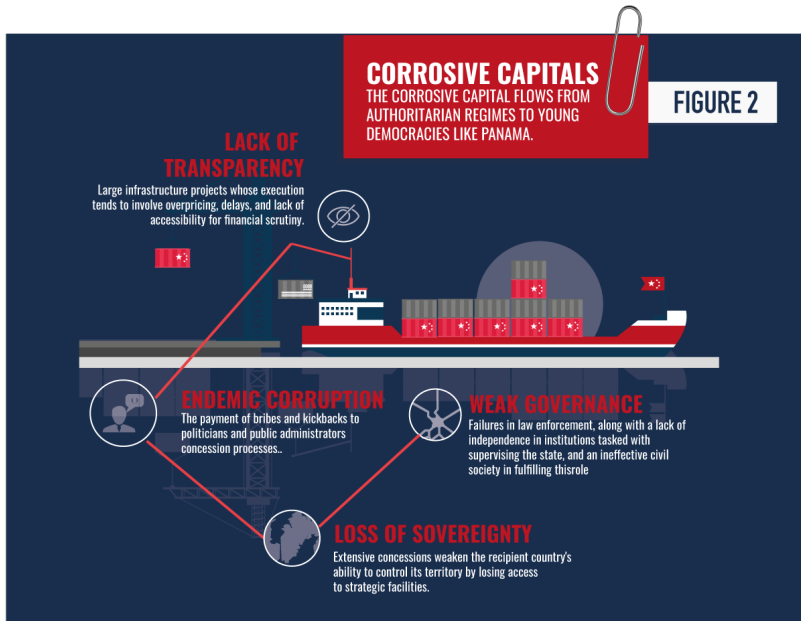 CORROSIVE CAPITALS
THE CORROSIVE CAPITAL FLOWS FROM
AUTHORITARIAN REGIMES TO YOUNG
DEMOCRACIES LIKE PANAMA.
FIGURE 2
LACK OF
TRANSPARENCY
Large infrastructure projects whose execution
tends to involve overpricing, delays, and lack of
accessibility for financial scrutiny.
ENDEMIC CORRUPTION
The payment of bribes and kickbacks to
politicians and public administrators
concession processes..
WEAK GOVERNANCE
Failures in law enforcement, along with a lack of
independence in institutions tasked with
supervising the state, and an ineffective civil
society in fulfilling thisrole
LOSS OF SOVEREIGNTY
Extensive concessions weaken the recipient country's
ability to control its territory by losing access
to strategic facilities.